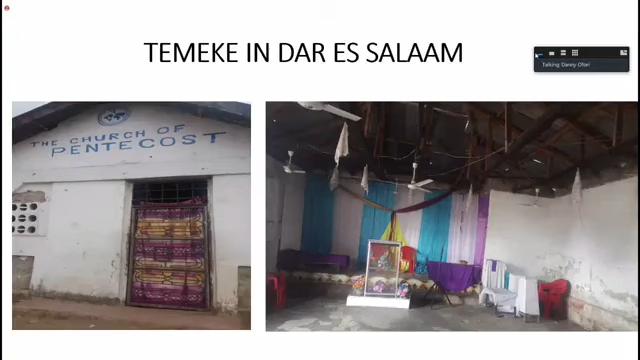 TEMEKE IN DAR ES SALAAM
Talking: Danny Ofori
THE CHURCH OF
PENTECOST